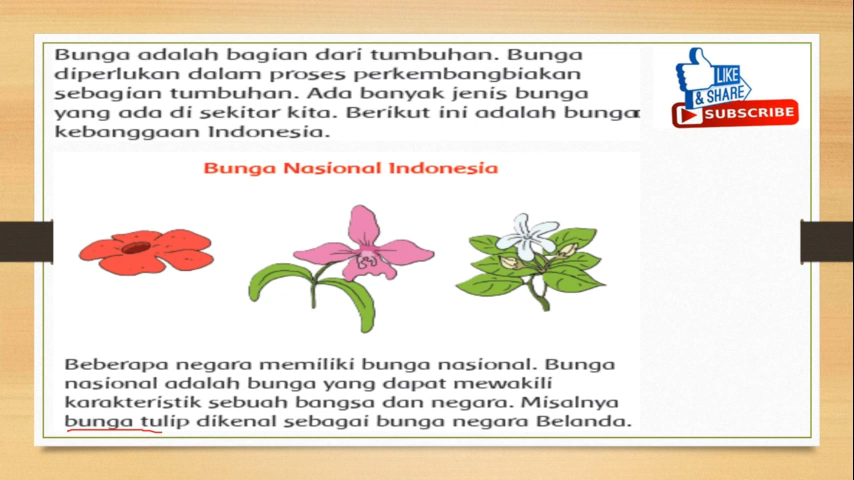 Bunga adalah bagian dari tumbuhan. Bunga
diperlukan dalam proses perkembangbiakan
sebagian tumbuhan. Ada banyak jenis bunga
yang ada di sekitar kita. Berikut ini adalah bunga
kebanggaan Indonesia.
LIKE
& SHARE
SUBSCRIBE
Bunga Nasional Indonesia
Beberapa negara memiliki bunga nasional. Bunga
nasional adalah bunga yang dapat mewakili
karakteristik sebuah bangsa dan negara. Misalnya
bunga tulip dikenal sebagai bunga negara Belanda.